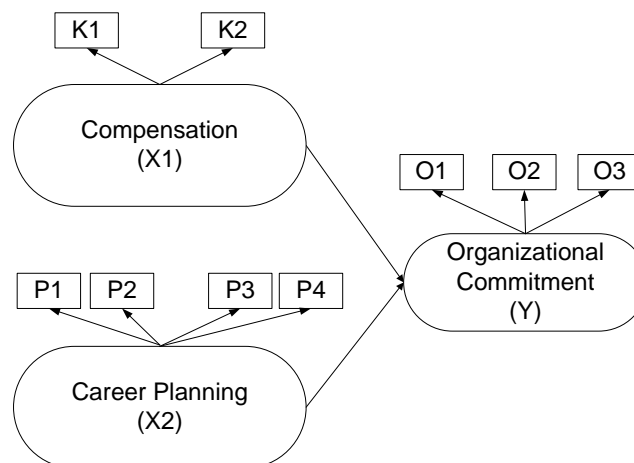 K1
K2
Compensation
(X1)
O1
O2
O3
Organizational
Commitment
(Y)
P1
P2
P3
P4
Career Planning
(X2)